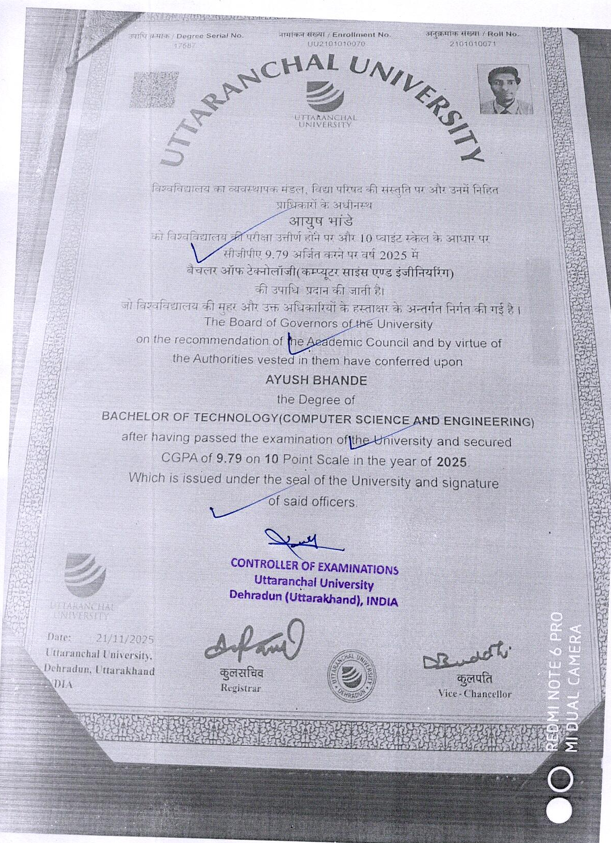 उपाधि क्रमांक / Degree Serial No.
नामांकन संख्या / Enrollment No.
अनुक्रमांक संख्या / Roll No.
17567
UU2101010070
2101010071
UTTARANCHAL UNIVERSITY
UTTARANCHAL
UNIVERSITY
विश्वविद्यालय का व्यवस्थापक मंडल, विद्या परिषद की संस्तुति पर और उनमें निहित
प्राधिकारों के अधीनस्थ
आयुष भांडे
को विश्वविद्यालय की परीक्षा उत्तीर्ण होने पर और 10 प्वाइंट स्केल के आधार पर
सीजीपीए 9.79 अर्जित करने पर वर्ष 2025 में
बैचलर ऑफ टेक्नोलॉजी(कम्प्यूटर साइंस एण्ड इंजीनियरिंग)
की उपाधि प्रदान की जाती है।
जो विश्वविद्यालय की मुहर और उक्त अधिकारियों के हस्ताक्षर के अन्तर्गत निर्गत की गई है।
The Board of Governors of the University
on the recommendation of the Academic Council and by virtue of
the Authorities vested in them have conferred upon
AYUSH BHANDE
the Degree of
BACHELOR OF TECHNOLOGY(COMPUTER SCIENCE AND ENGINEERING)
after having passed the examination of the University and secured
CGPA of 9.79 on 10 Point Scale in the year of 2025.
Which is issued under the seal of the University and signature
of said officers.
CONTROLLER OF EXAMINATIONS
Uttaranchal University
Dehradun (Uttarakhand), INDIA
UTTARANCHAL
UNIVERSITY
Date: 21/11/2025
Uttaranchal University,
Dehradun, Uttarakhand
DIA
कुलसचिव
Registrar
UTTARANCHAL UNIVERSITY
DEHRADUN
कुलपति
Vice-Chancellor
REDMI NOTE 6 PRO
MI DUAL CAMERA